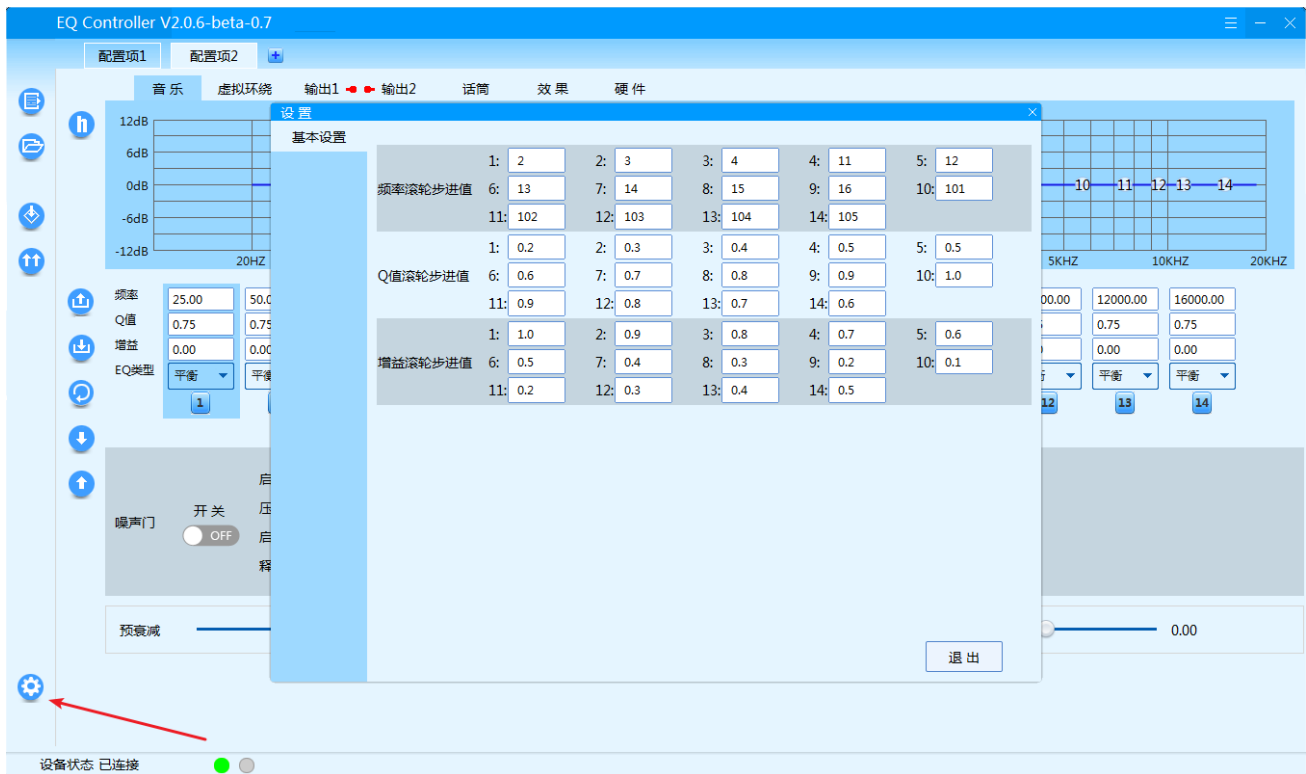 EQ Controller V2.0.6-beta-0.7
配置项1 配置项2
音 乐 虚拟环绕 输出1 输出2 话筒 效 果 硬 件
设 置
h 12dB
基本设置
6dB
0dB
-6dB
-12dB
10 11 12 13 14
20HZ 5KHZ 10KHZ 20KHZ
频率滚轮步进值
1: 2 2: 3 3: 4 4: 11 5: 12
6: 13 7: 14 8: 15 9: 16 10: 101
11: 102 12: 103 13: 104 14: 105
Q值滚轮步进值
1: 0.2 2: 0.3 3: 0.4 4: 0.5 5: 0.5
6: 0.6 7: 0.7 8: 0.8 9: 0.9 10: 1.0
11: 0.9 12: 0.8 13: 0.7 14: 0.6
增益滚轮步进值
1: 1.0 2: 0.9 3: 0.8 4: 0.7 5: 0.6
6: 0.5 7: 0.4 8: 0.3 9: 0.2 10: 0.1
11: 0.2 12: 0.3 13: 0.4 14: 0.5
频率 25.00 50.0 00.00 12000.00 16000.00
Q值 0.75 0.75 0.75 0.75
增益 0.00 0.00 0.00 0.00
EQ类型 平衡 平 平衡 平衡
1 12 13 14
启
开 关 压
噪声门
OFF 启
释
预衰减 0.00
退 出
设备状态 已连接